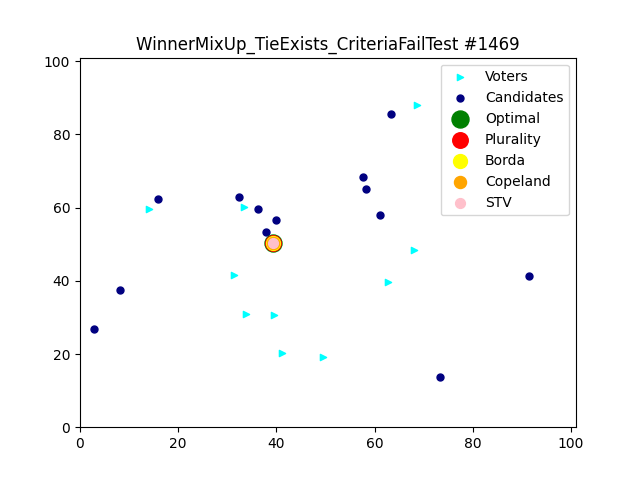 WinnerMixUp_TieExists_CriteriaFailTest #1469
Voters
Candidates
Optimal
Plurality
Borda
Copeland
STV
100
80
60
40
20
0
0 20 40 60 80 100